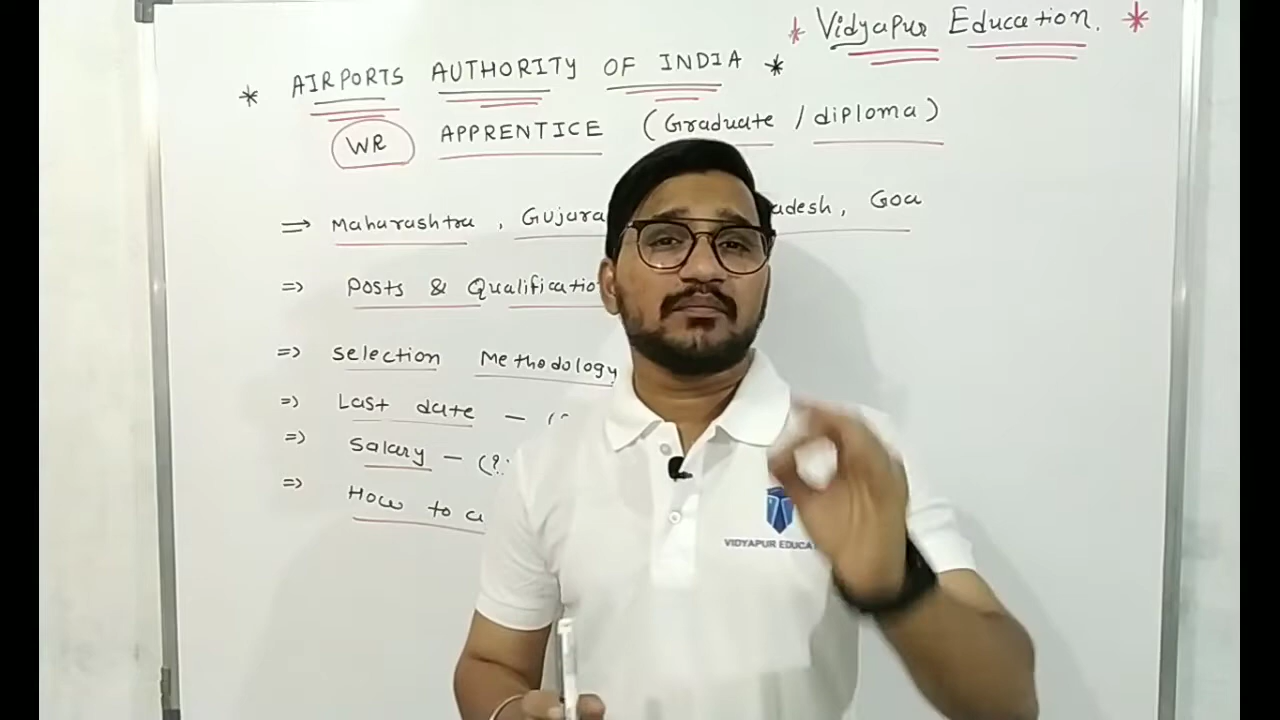 * Vidyapur Education. *
* AIRPORTS AUTHORITY OF INDIA *
WR APPRENTICE (Graduate / diploma)
⇒ Maharashtra, Gujara adesh, Goa
⇒ Posts & Qualificatio
⇒ Selection Methodology
⇒ Last date - (
⇒ Salary - (?
⇒ How to a
VIDYAPUR EDUCA